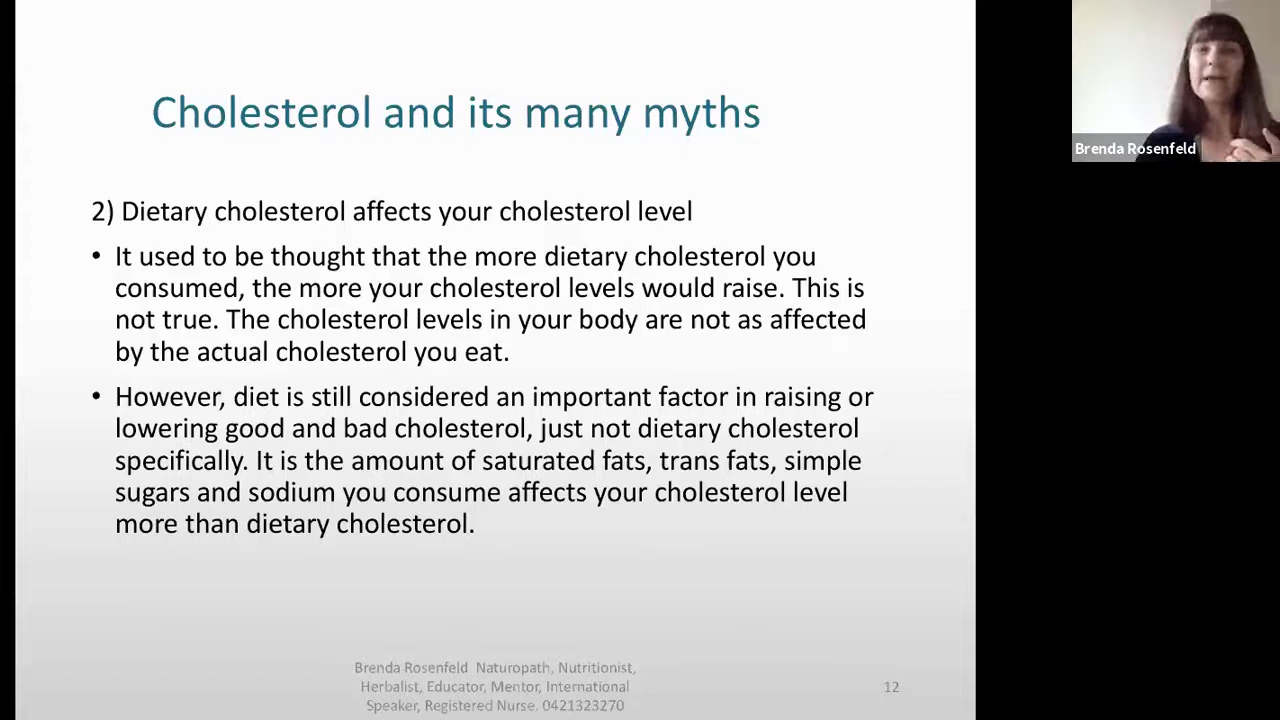 Cholesterol and its many myths
Brenda Rosenfeld
2) Dietary cholesterol affects your cholesterol level
• It used to be thought that the more dietary cholesterol you
consumed, the more your cholesterol levels would raise. This is
not true. The cholesterol levels in your body are not as affected
by the actual cholesterol you eat.
• However, diet is still considered an important factor in raising or
lowering good and bad cholesterol, just not dietary cholesterol
specifically. It is the amount of saturated fats, trans fats, simple
sugars and sodium you consume affects your cholesterol level
more than dietary cholesterol.
Brenda Rosenfeld Naturopath, Nutritionist,
Herbalist, Educator, Mentor, International
Speaker, Registered Nurse. 0421323270
12